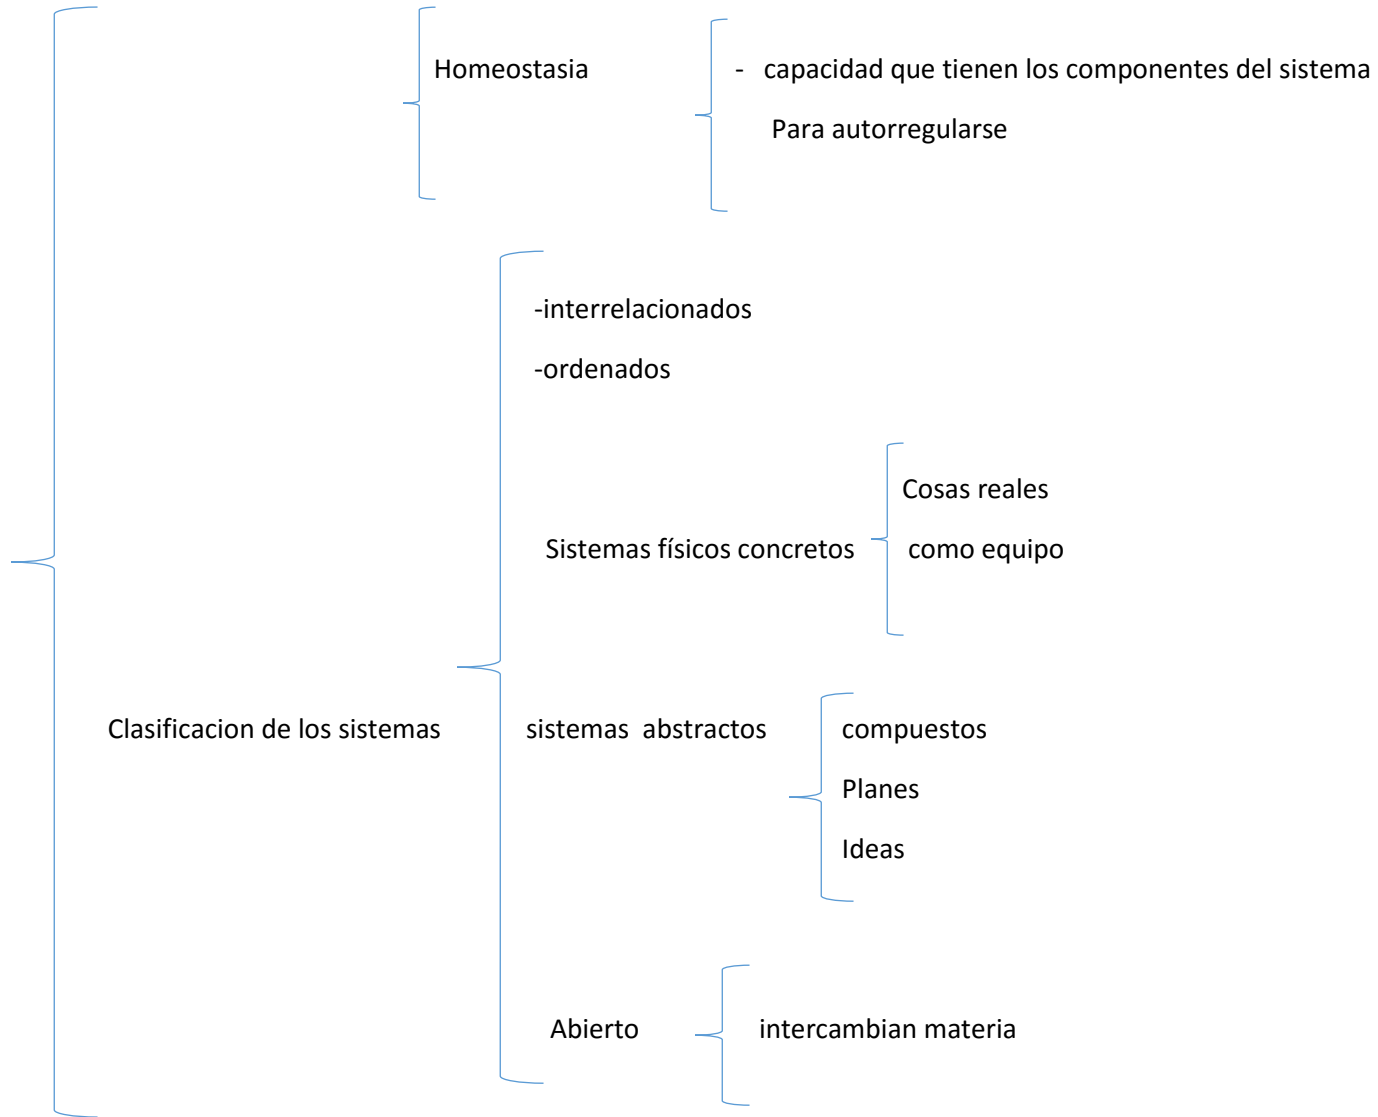 Homeostasia
- capacidad que tienen los componentes del sistema
Para autorregularse
-interrelacionados
-ordenados
Cosas reales
Sistemas físicos concretos
como equipo
Clasificacion de los sistemas
sistemas abstractos
compuestos
Planes
Ideas
Abierto
intercambian materia